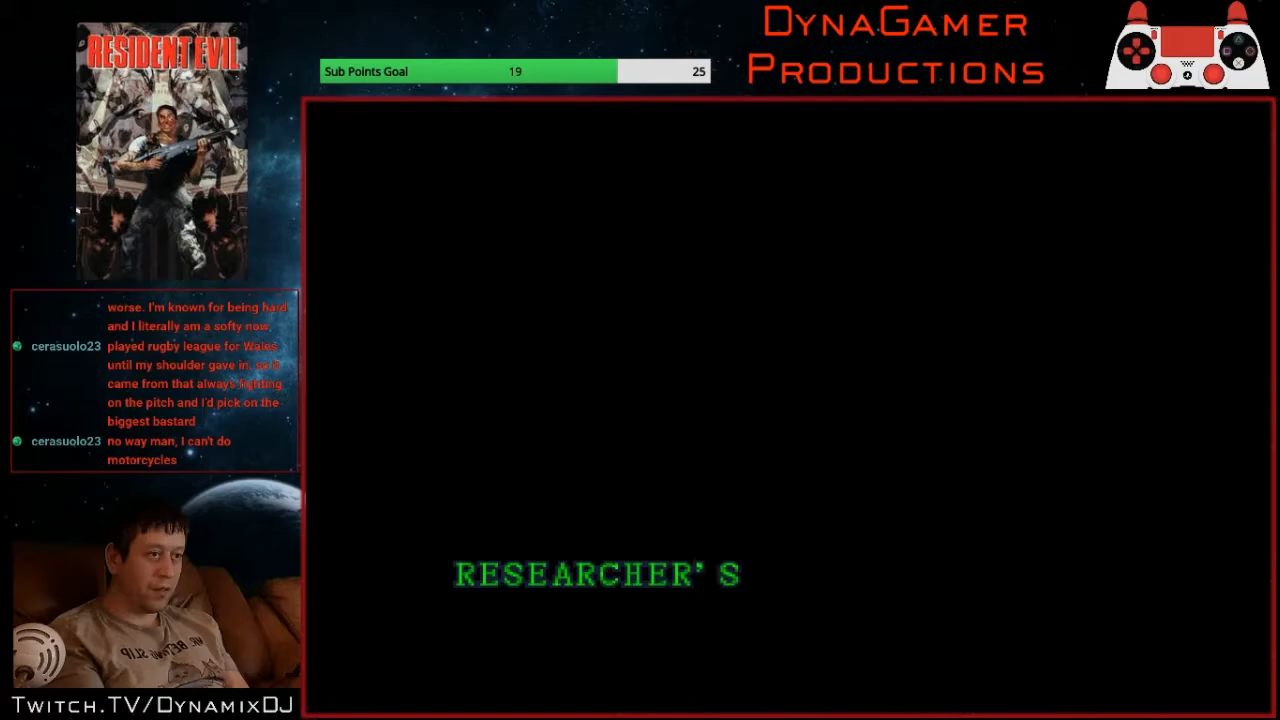 RESIDENT EVIL
Sub Points Goal 19 25
DYNAGAMER
PRODUCTIONS
worse. I'm known for being hard
and I literally am a softy now,
cerasuolo23 played rugby league for Wales
until my shoulder gave in, so it
came from that always fighting
on the pitch and I'd pick on the
biggest bastard
cerasuolo23 no way man, I can't do
motorcycles
RESEARCHER'S
TWITCH.TV/DYNAMIXDJ